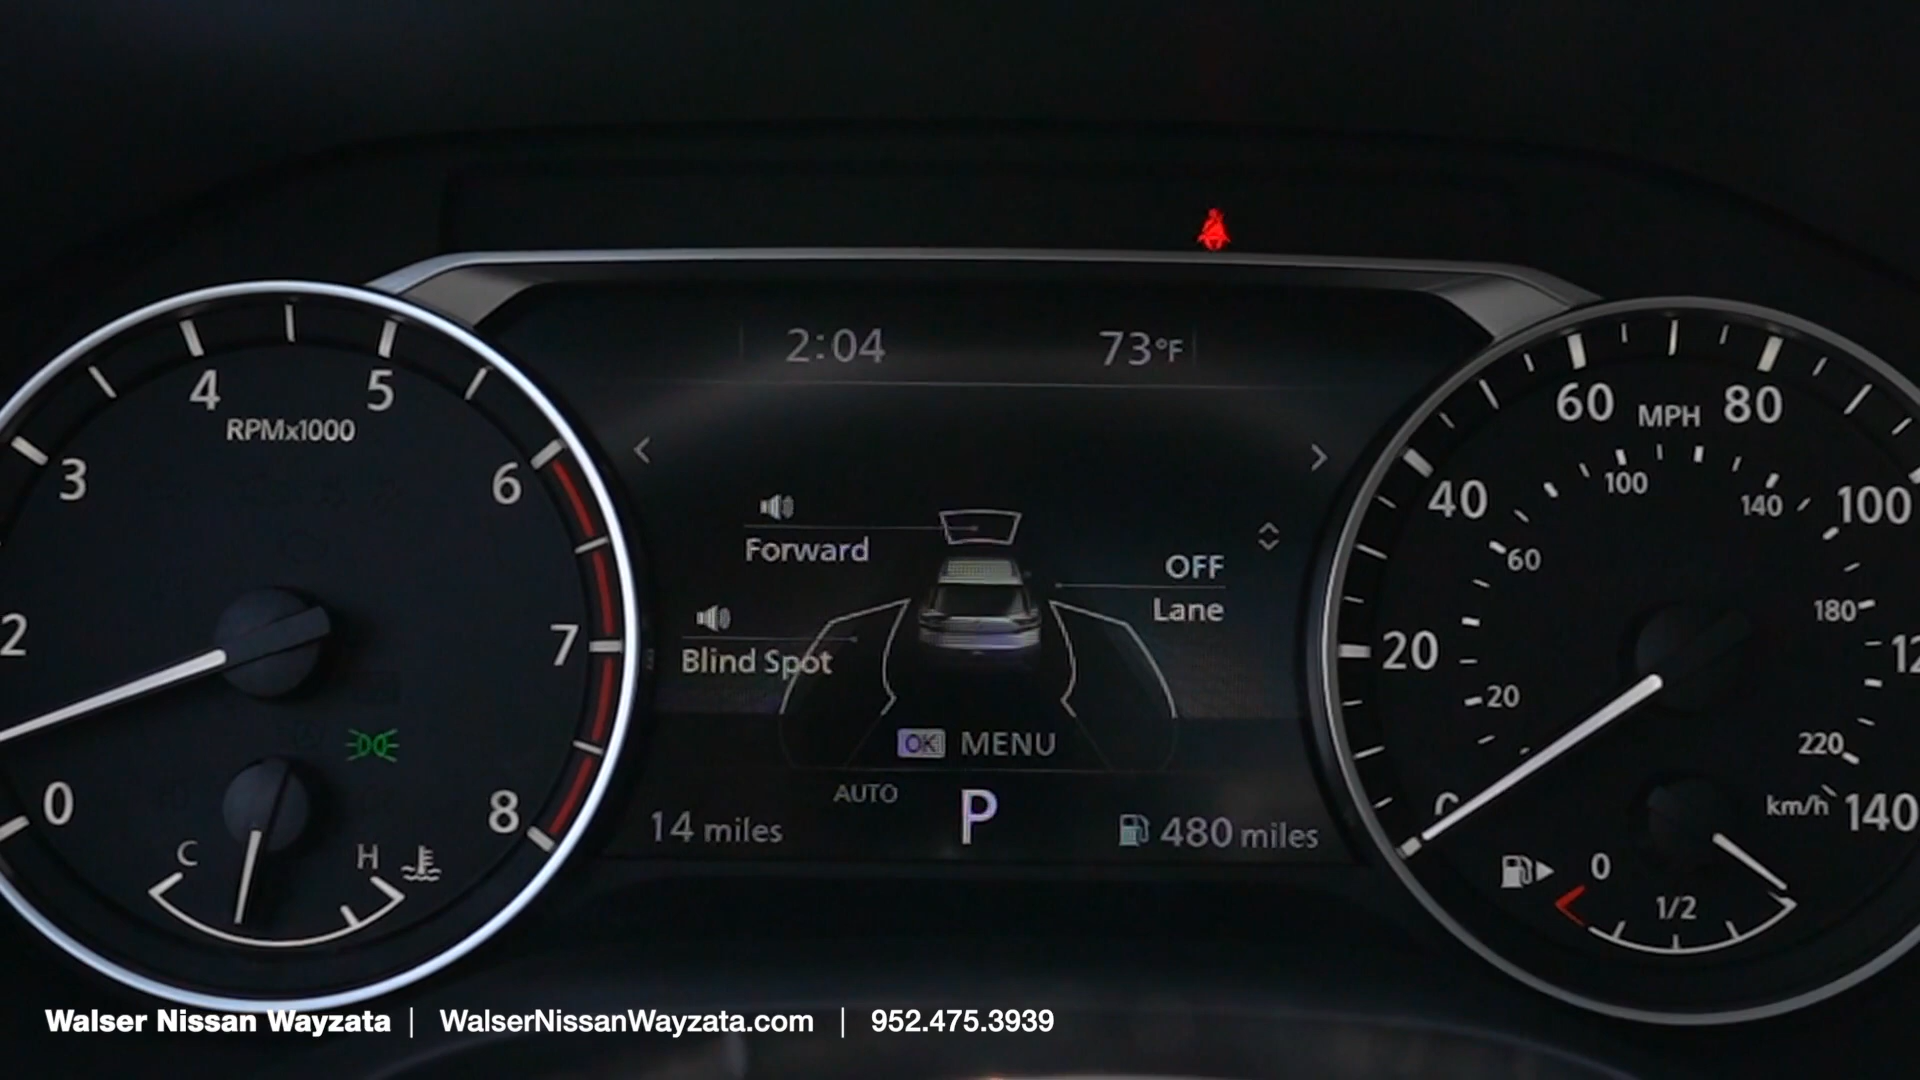 2:04 73°F
4 5
RPMx1000
3 6
2 7
0 8
C H
Forward
Blind Spot
OFF
Lane
OK MENU
AUTO
P
14 miles
480 miles
60 MPH 80
40 100
20
0 140
100 140
60 180
20 220
km/h
0
1/2
Walser Nissan Wayzata | WalserNissanWayzata.com | 952.475.3939